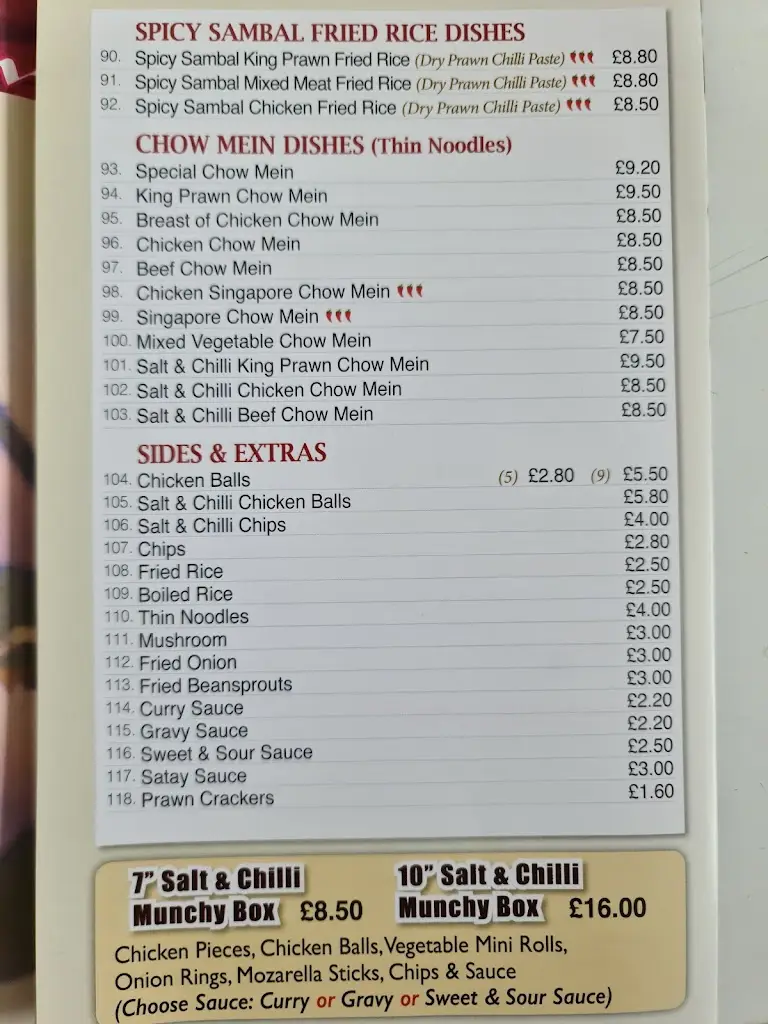 SPICY SAMBAL FRIED RICE DISHES
90. Spicy Sambal King Prawn Fried Rice (Dry Prawn Chilli Paste) £8.80
91. Spicy Sambal Mixed Meat Fried Rice (Dry Prawn Chilli Paste) £8.80
92. Spicy Sambal Chicken Fried Rice (Dry Prawn Chilli Paste) £8.50
CHOW MEIN DISHES (Thin Noodles)
93. Special Chow Mein £9.20
94. King Prawn Chow Mein £9.50
95. Breast of Chicken Chow Mein £8.50
96. Chicken Chow Mein £8.50
97. Beef Chow Mein £8.50
98. Chicken Singapore Chow Mein £8.50
99. Singapore Chow Mein £8.50
100. Mixed Vegetable Chow Mein £7.50
101. Salt & Chilli King Prawn Chow Mein £9.50
102. Salt & Chilli Chicken Chow Mein £8.50
103. Salt & Chilli Beef Chow Mein £8.50
SIDES & EXTRAS
104. Chicken Balls (5) £2.80 (9) £5.50
105. Salt & Chilli Chicken Balls £5.80
106. Salt & Chilli Chips £4.00
107. Chips £2.80
108. Fried Rice £2.50
109. Boiled Rice £2.50
110. Thin Noodles £4.00
111. Mushroom £3.00
112. Fried Onion £3.00
113. Fried Beansprouts £3.00
114. Curry Sauce £2.20
115. Gravy Sauce £2.20
116. Sweet & Sour Sauce £2.50
117. Satay Sauce £3.00
118. Prawn Crackers £1.60
7” Salt & Chilli
Munchy Box £8.50
10” Salt & Chilli
Munchy Box £16.00
Chicken Pieces, Chicken Balls, Vegetable Mini Rolls,
Onion Rings, Mozarella Sticks, Chips & Sauce
(Choose Sauce: Curry or Gravy or Sweet & Sour Sauce)